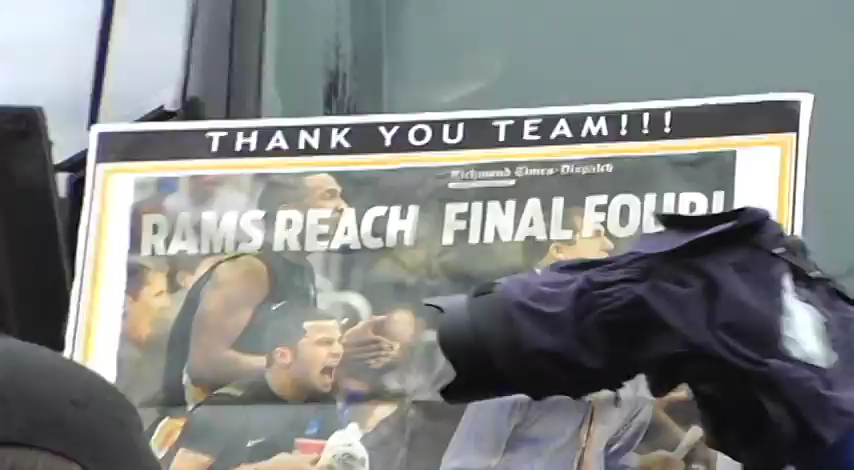 THANK YOU TEAM!!!
Richmond Times-Dispatch
RAMS REACH FINAL FOUR!